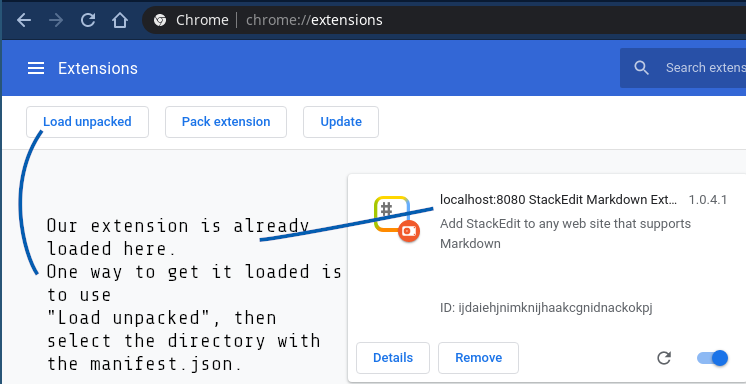 Chrome | chrome://extensions
Extensions
Search extens
Load unpacked
Pack extension
Update
Our extension is already
loaded here.
One way to get it loaded is
to use
"Load unpacked", then
select the directory with
the manifest.json.
localhost:8080 StackEdit Markdown Ext... 1.0.4.1
Add StackEdit to any web site that supports
Markdown
ID: ijdaiehjnimknijhaakcgnidnackokpj
Details
Remove